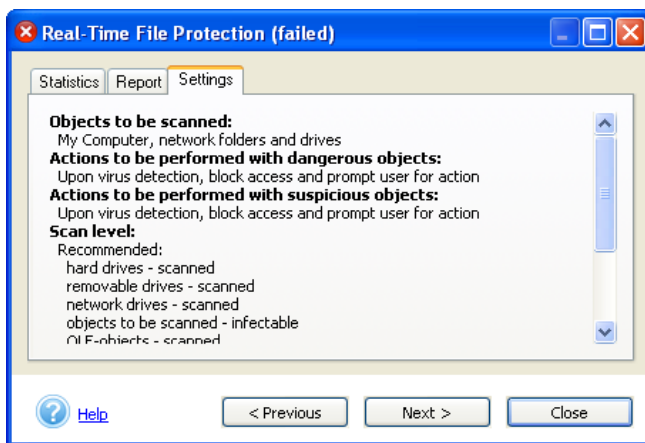 Real-Time File Protection (failed)
Statistics
Report
Settings
Objects to be scanned:
My Computer, network folders and drives
Actions to be performed with dangerous objects:
Upon virus detection, block access and prompt user for action
Actions to be performed with suspicious objects:
Upon virus detection, block access and prompt user for action
Scan level:
Recommended:
hard drives - scanned
removable drives - scanned
network drives - scanned
objects to be scanned - infectable
OLE-objects - scanned
Help
< Previous
Next >
Close